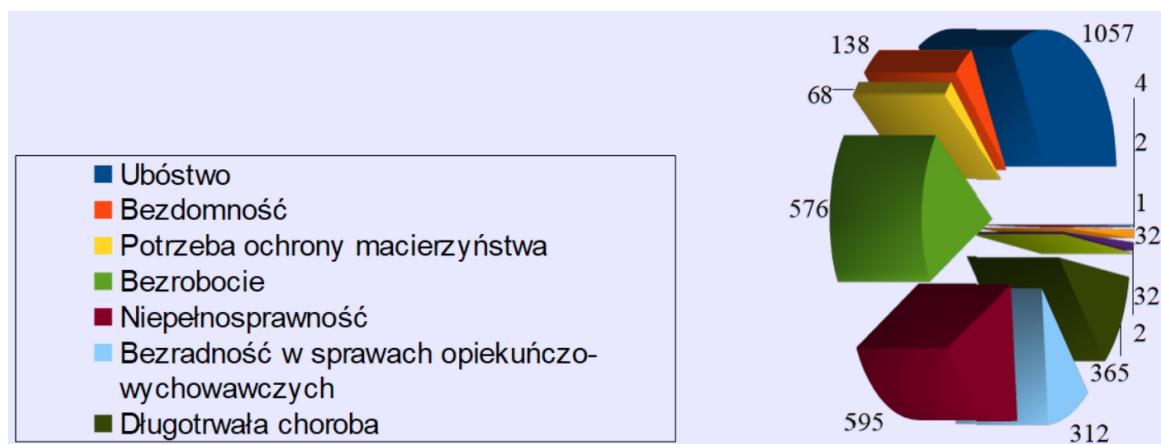 1057
138
4
68
2
Ubóstwo
Bezdomność
576
1
Potrzeba ochrony macierzyństwa
32
Bezrobocie
Niepełnosprawność
32
Bezradność w sprawach opiekuńczo-
2
wychowawczych
365
Długotrwała choroba
595
312